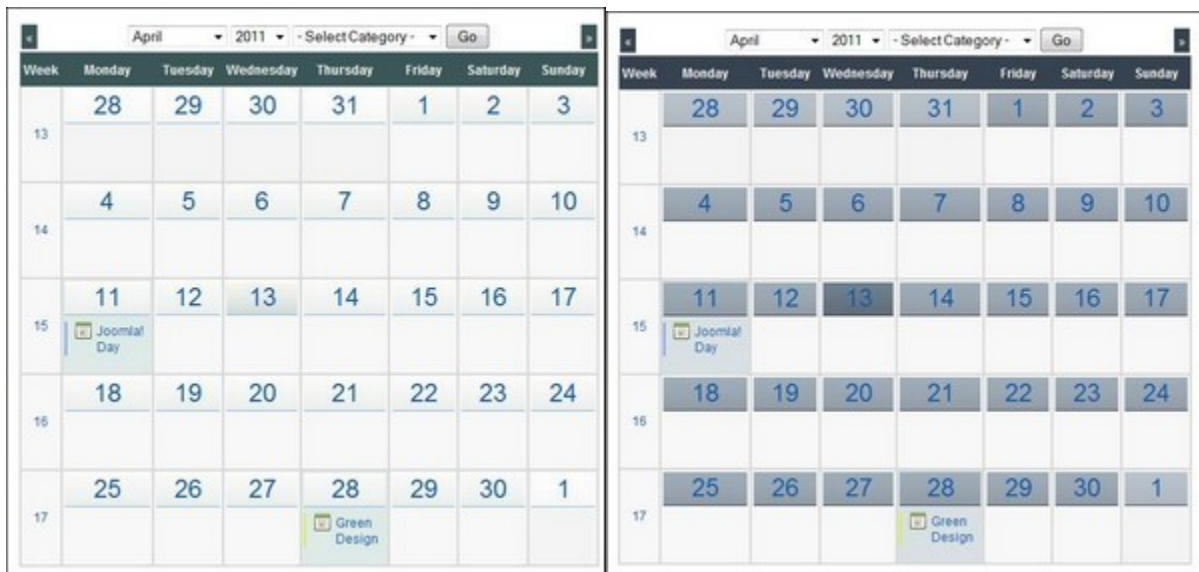 « April 2011 - Select Category - Go »
Week Monday Tuesday Wednesday Thursday Friday Saturday Sunday
13 28 29 30 31 1 2 3
14 4 5 6 7 8 9 10
15 11 12 13 14 15 16 17
Joomla!
Day
16 18 19 20 21 22 23 24
17 25 26 27 28 29 30 1
Green
Design
« April 2011 - Select Category - Go »
Week Monday Tuesday Wednesday Thursday Friday Saturday Sunday
13 28 29 30 31 1 2 3
14 4 5 6 7 8 9 10
15 11 12 13 14 15 16 17
Joomla!
Day
16 18 19 20 21 22 23 24
17 25 26 27 28 29 30 1
Green
Design